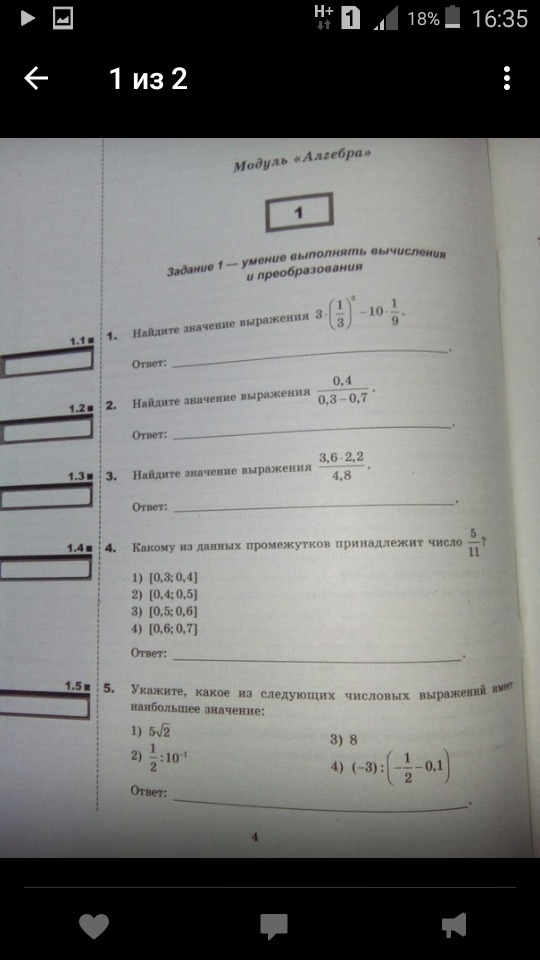 H+ 1 18% 16:35
1 из 2
Модуль «Алгебра»
1
Задание 1 — умение выполнять вычисления
и преобразования
1.1 1. Найдите значение выражения 3·(1/3)³ − 10·1/9.
Ответ:
1.2 2. Найдите значение выражения 0,4/(0,3 − 0,7).
Ответ:
1.3 3. Найдите значение выражения (3,6·2,2)/4,8.
Ответ:
1.4 4. Какому из данных промежутков принадлежит число 5/11?
1) [0,3; 0,4]
2) [0,4; 0,5]
3) [0,5; 0,6]
4) [0,6; 0,7]
Ответ:
1.5 5. Укажите, какое из следующих числовых выражений имеет
наибольшее значение:
1) 5√2 3) 8
2) 1/2 : 10⁻¹ 4) (−3) : (−1/2 − 0,1)
Ответ:
4